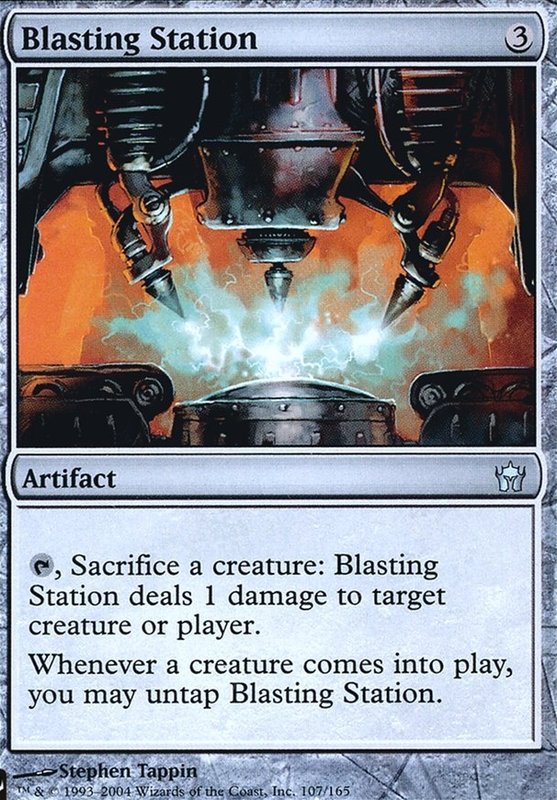 Blasting Station 3
Artifact
, Sacrifice a creature: Blasting
Station deals 1 damage to target
creature or player.
Whenever a creature comes into play,
you may untap Blasting Station.
Stephen Tappin
™ & © 1993–2004 Wizards of the Coast, Inc. 107/165